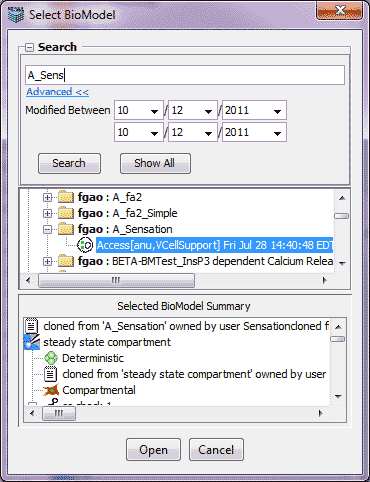 Select BioModel
Search
A_Sens
Advanced <<
Modified Between 10 / 12 / 2011
10 / 12 / 2011
Search Show All
fgao : A_fa2
fgao : A_fa2_Simple
fgao : A_Sensation
Access[anu,VCellSupport] Fri Jul 28 14:40:48 EDT
fgao : BETA-BMTest_InsP3 dependent Calcium Relea
Selected BioModel Summary
cloned from 'A_Sensation' owned by user Sensationcloned f
steady state compartment
Deterministic
cloned from 'steady state compartment' owned by user
Compartmental
Open Cancel